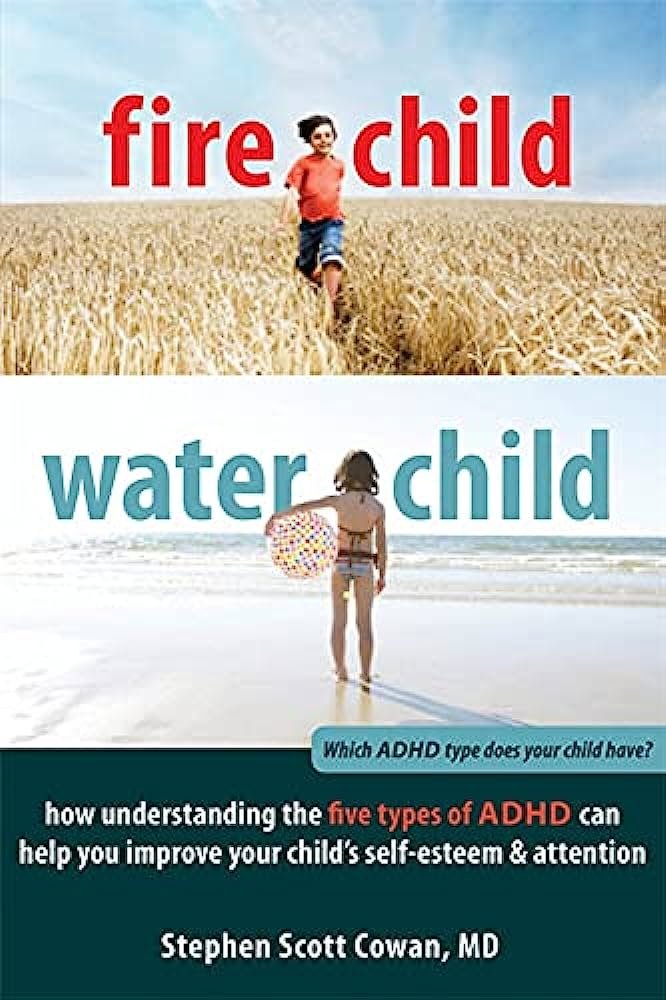 fire child
water child
Which ADHD type does your child have?
how understanding the five types of ADHD can
help you improve your child's self-esteem & attention
Stephen Scott Cowan, MD